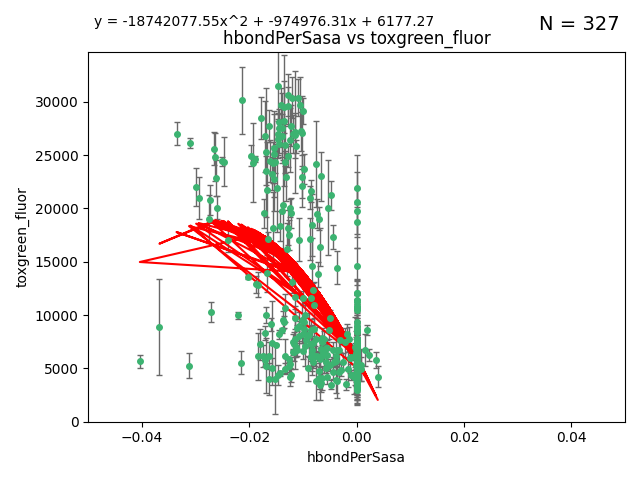 y = -18742077.55x^2 + -974976.31x + 6177.27
N = 327
hbondPerSasa vs toxgreen_fluor
toxgreen_fluor
30000
25000
20000
15000
10000
5000
0
−0.04
−0.02
0.00
0.02
0.04
hbondPerSasa